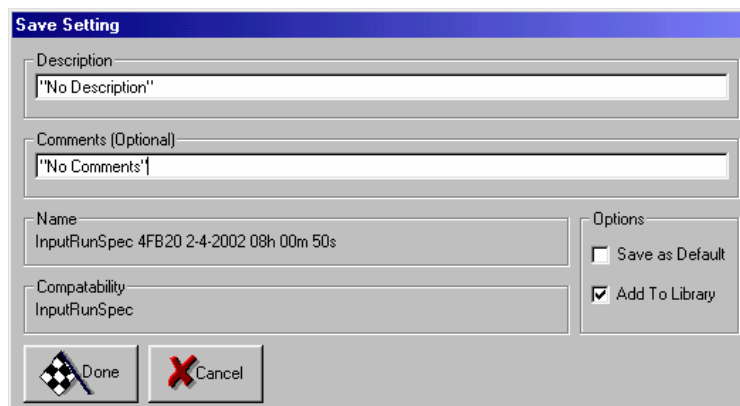 Save Setting
Description
"No Description"
Comments (Optional)
"No Comments"
Name
InputRunSpec 4FB20 2-4-2002 08h 00m 50s
Options
Save as Default
Compatability
InputRunSpec
Add To Library
Done
Cancel